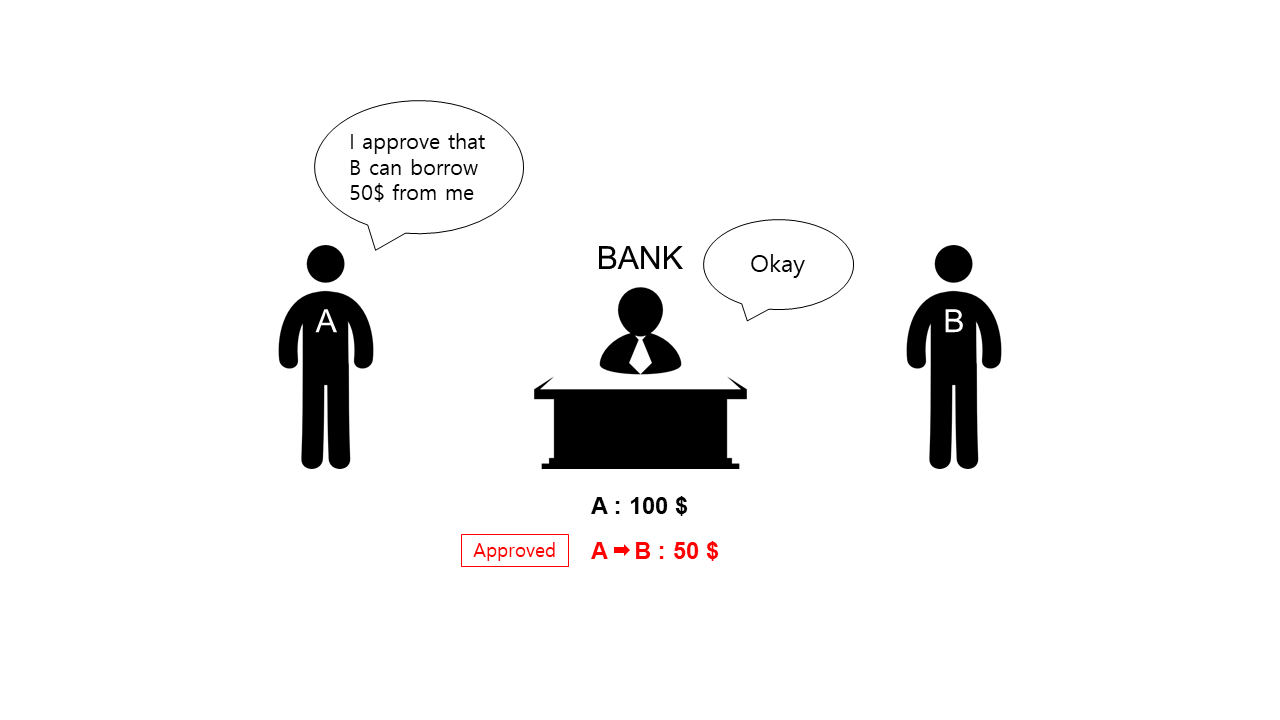 I approve that
B can borrow
50$ from me
BANK
Okay
A
B
A : 100 $
Approved
A ➡ B : 50 $